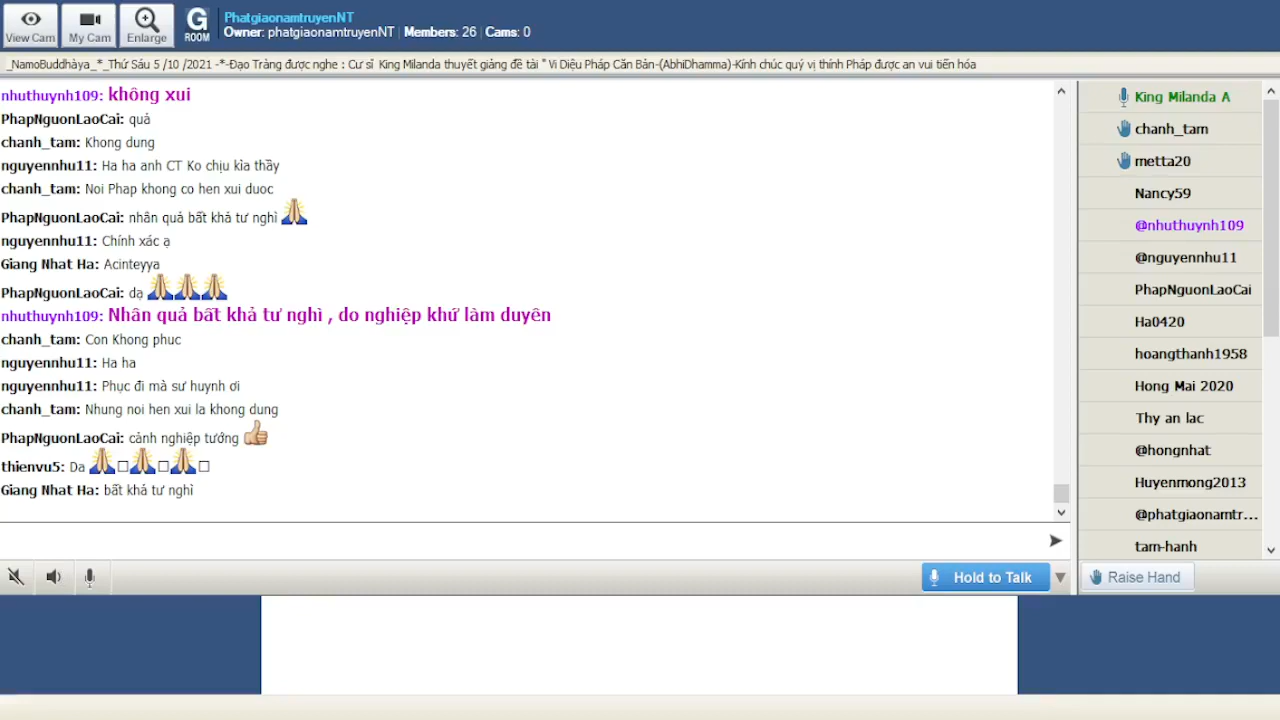 View Cam
My Cam
Enlarge
G
ROOM
PhatgiaonamtruyenNT
Owner: phatgiaonamtruyenNT | Members: 26 | Cams: 0
_NamoBuddhàya_*_Thứ Sáu 5 /10 /2021 -*-Đạo Tràng được nghe : Cư sĩ King Milanda thuyết giảng đề tài " Vi Diệu Pháp Căn Bản-(AbhiDhamma)-Kính chúc quý vị thính Pháp được an vui tiến hóa
nhuthuynh109: không xui
PhapNguonLaoCai: quả
chanh_tam: Khong dung
nguyennhu11: Ha ha anh CT Ko chịu kìa thầy
chanh_tam: Noi Phap khong co hen xui duoc
PhapNguonLaoCai: nhân quả bất khả tư nghì
nguyennhu11: Chính xác ạ
Giang Nhat Ha: Acinteyya
PhapNguonLaoCai: dạ
nhuthuynh109: Nhân quả bất khả tư nghì , do nghiệp khứ làm duyên
chanh_tam: Con Khong phuc
nguyennhu11: Ha ha
nguyennhu11: Phục đi mà sư huynh ơi
chanh_tam: Nhung noi hen xui la khong dung
PhapNguonLaoCai: cảnh nghiệp tướng
thienvu5: Da
Giang Nhat Ha: bất khả tư nghì
King Milanda A
chanh_tam
metta20
Nancy59
@nhuthuynh109
@nguyennhu11
PhapNguonLaoCai
Ha0420
hoangthanh1958
Hong Mai 2020
Thy an lac
@hongnhat
Huyenmong2013
@phatgiaonamtr...
tam-hanh
Hold to Talk
Raise Hand